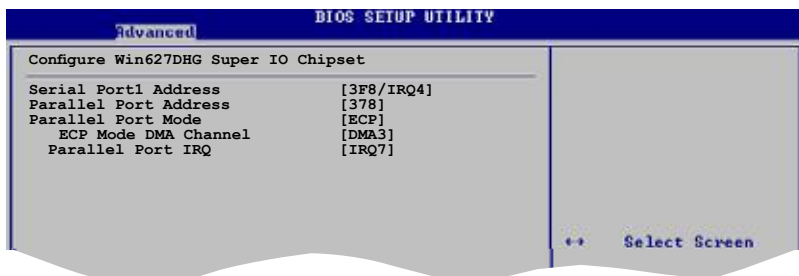 BIOS SETUP UTILITY
Advanced
Configure Win627DHG Super IO Chipset
Serial Port1 Address [3F8/IRQ4]
Parallel Port Address [378]
Parallel Port Mode [ECP]
ECP Mode DMA Channel [DMA3]
Parallel Port IRQ [IRQ7]
↔ Select Screen